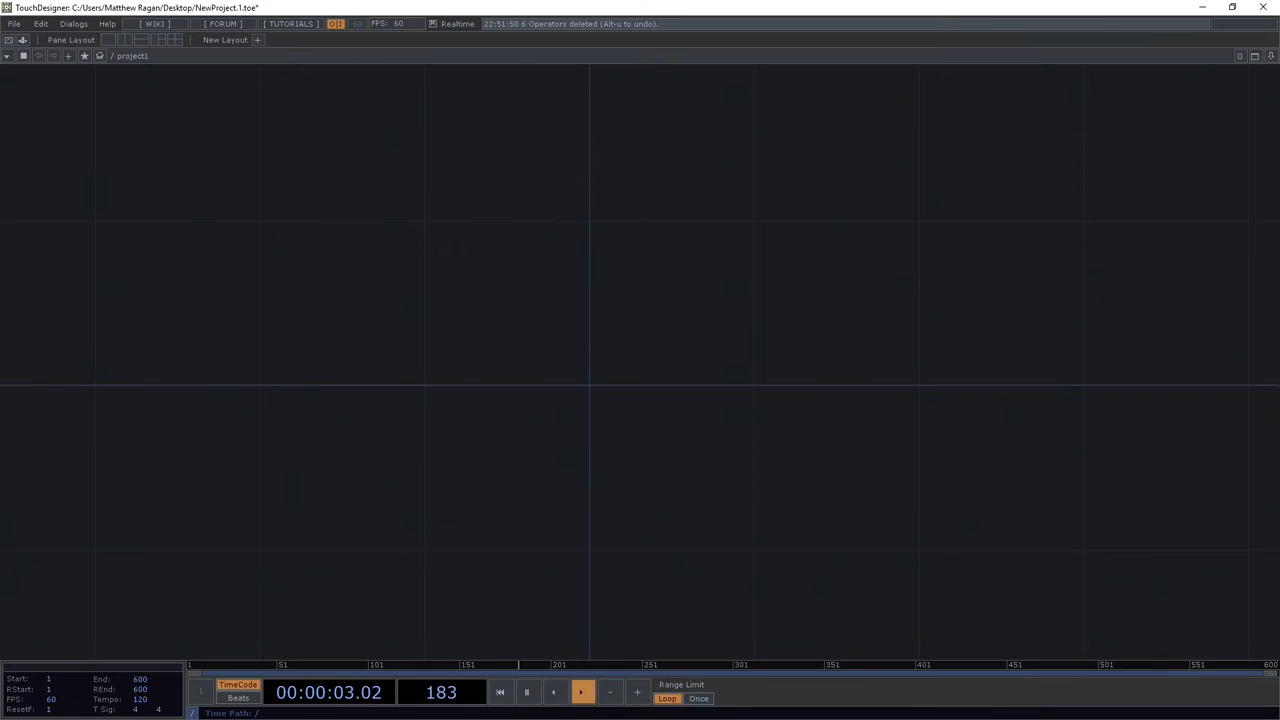 TouchDesigner: C:/Users/Matthew Ragan/Desktop/NewProject.1.toe*
File Edit Dialogs Help [ WIKI ] [ FORUM ] [ TUTORIALS ] O|I 60 FPS: 60 Realtime 22:51:50 6 Operators deleted (Alt-u to undo).
Pane Layout New Layout +
+ / project1 0
1 51 101 151 201 251 301 351 401 451 501 551 600
Start: 1 End: 600
RStart: 1 REnd: 600
FPS: 60 Tempo: 120
ResetF: 1 T Sig: 4 4
1 TimeCode
Beats
00:00:03.02 183 - +
Range Limit
Loop Once
/ Time Path: /